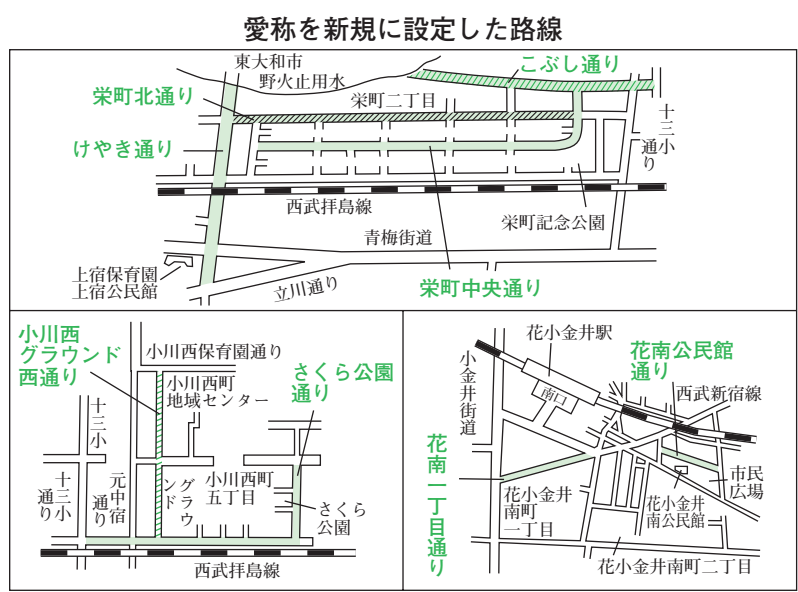 愛称を新規に設定した路線
東大和市
野火止用水
こぶし通り
栄町北通り
栄町二丁目
けやき通り
十三小
通り
西武拝島線
栄町記念公園
青梅街道
上宿保育園
上宿公民館
立川通り
栄町中央通り
小川西
グラウンド
西通り
小川西保育園通り
さくら公園
通り
小川西町
地域センター
十三小
十三小
通り
元中宿
通り
グラウ
ンド
小川西町
五丁目
さくら
公園
西武拝島線
花小金井駅
花南公民館
通り
小金井街道
南口
西武新宿線
花南一丁目通り
花小金井
南町
一丁目
花小金井
南公民館
市民
広場
花小金井南町二丁目